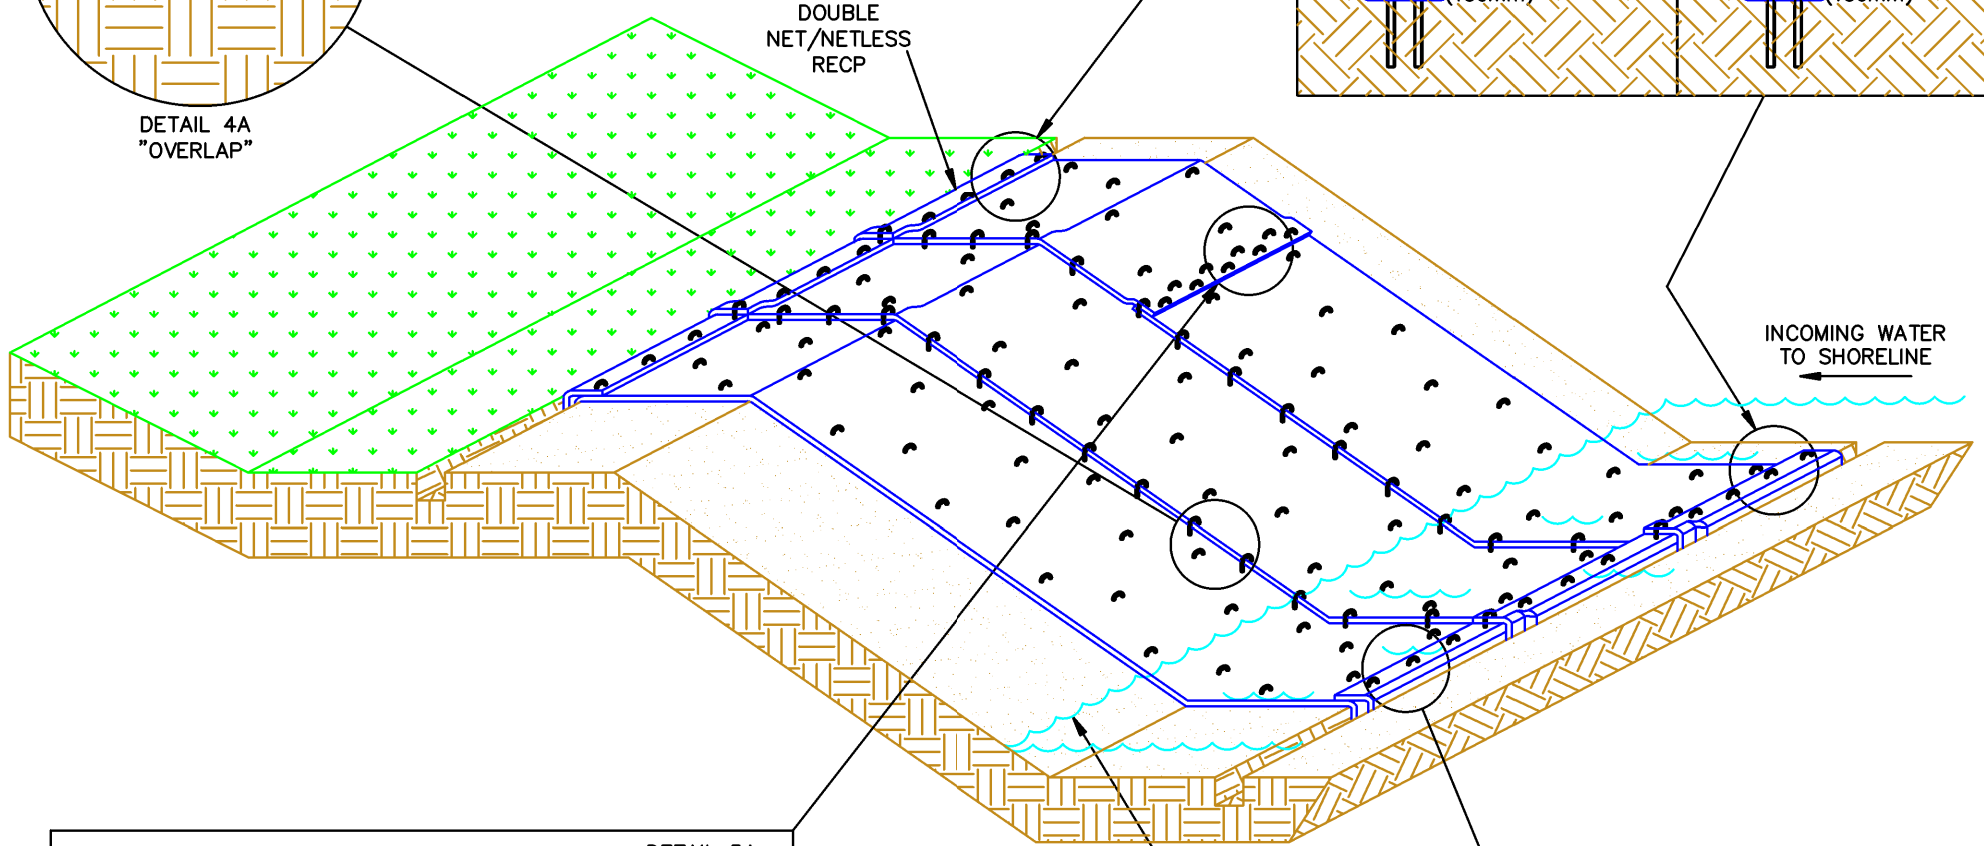 DOUBLE
NET/NETLESS
RECP
DETAIL 4A
"OVERLAP"
INCOMING WATER
TO SHORELINE